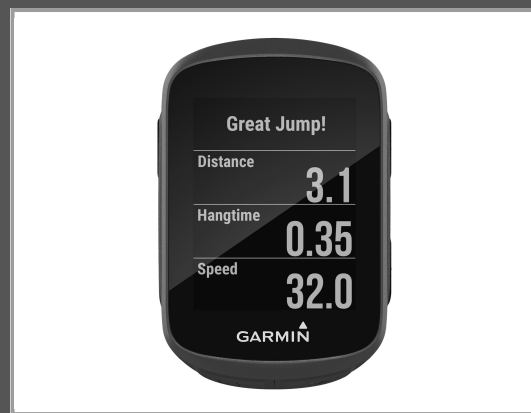 Great Jump!
Distance
3.1
Hangtime
0.35
Speed
32.0
GARMIN